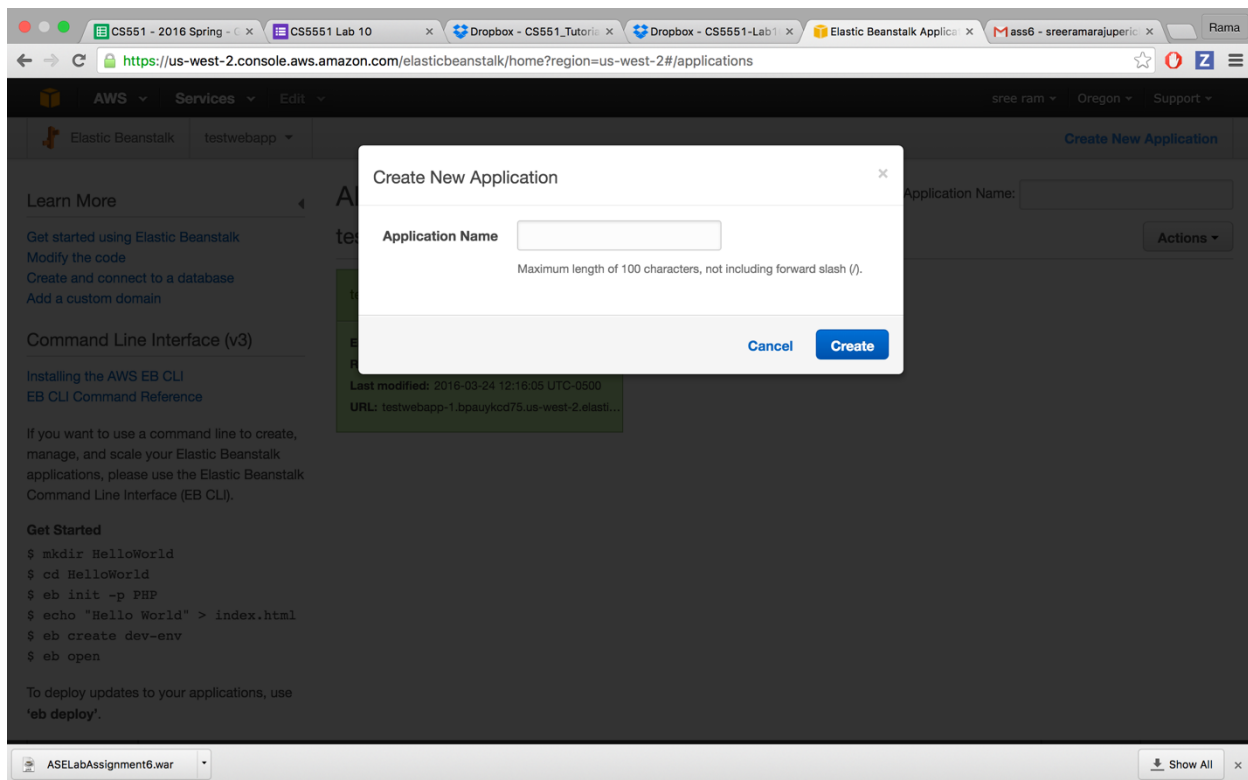 CS5551 - 2016 Spring - G
CS5551 Lab 10
Dropbox - CS551_Tutoria
Dropbox - CS5551-Lab1
Elastic Beanstalk Applica
ass6 - sreeramarajuperic
Rama
https://us-west-2.console.aws.amazon.com/elasticbeanstalk/home?region=us-west-2#/applications
AWS Services Edit sree ram Oregon Support
Elastic Beanstalk testwebapp Create New Application
Learn More
Get started using Elastic Beanstalk
Modify the code
Create and connect to a database
Add a custom domain
Command Line Interface (v3)
Installing the AWS EB CLI
EB CLI Command Reference
If you want to use a command line to create,
manage, and scale your Elastic Beanstalk
applications, please use the Elastic Beanstalk
Command Line Interface (EB CLI).
Get Started
$ mkdir HelloWorld
$ cd HelloWorld
$ eb init -p PHP
$ echo "Hello World" > index.html
$ eb create dev-env
$ eb open
To deploy updates to your applications, use
'eb deploy'.
Application Name:
Actions
Create New Application
Application Name
Maximum length of 100 characters, not including forward slash (/).
Cancel Create
Last modified: 2016-03-24 12:16:05 UTC-0500
URL: testwebapp-1.bpauykcd75.us-west-2.elasti...
ASELabAssignment6.war
Show All